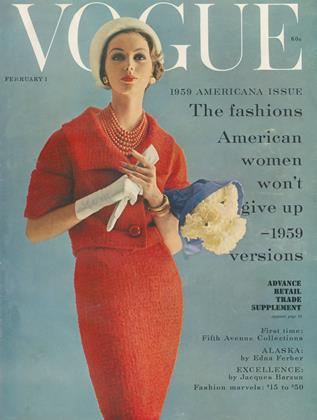 VOGUE
60c
FEBRUARY 1
1959 AMERICANA ISSUE
The fashions
American
women
won't
give up
–1959
versions
ADVANCE
RETAIL
TRADE
SUPPLEMENT
First time:
Fifth Avenue Collections
ALASKA:
by Edna Ferber
EXCELLENCE:
by Jacques Barzun
Fashion marvels: $15 to $50